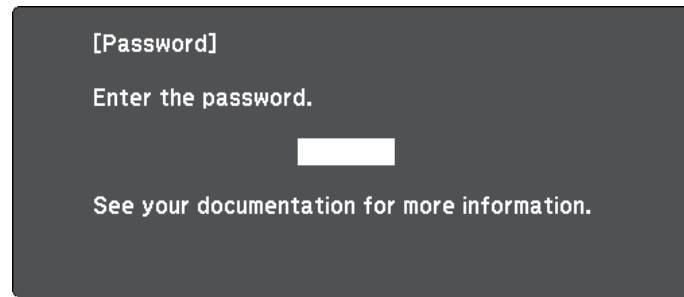 [Password]
Enter the password.
See your documentation for more information.